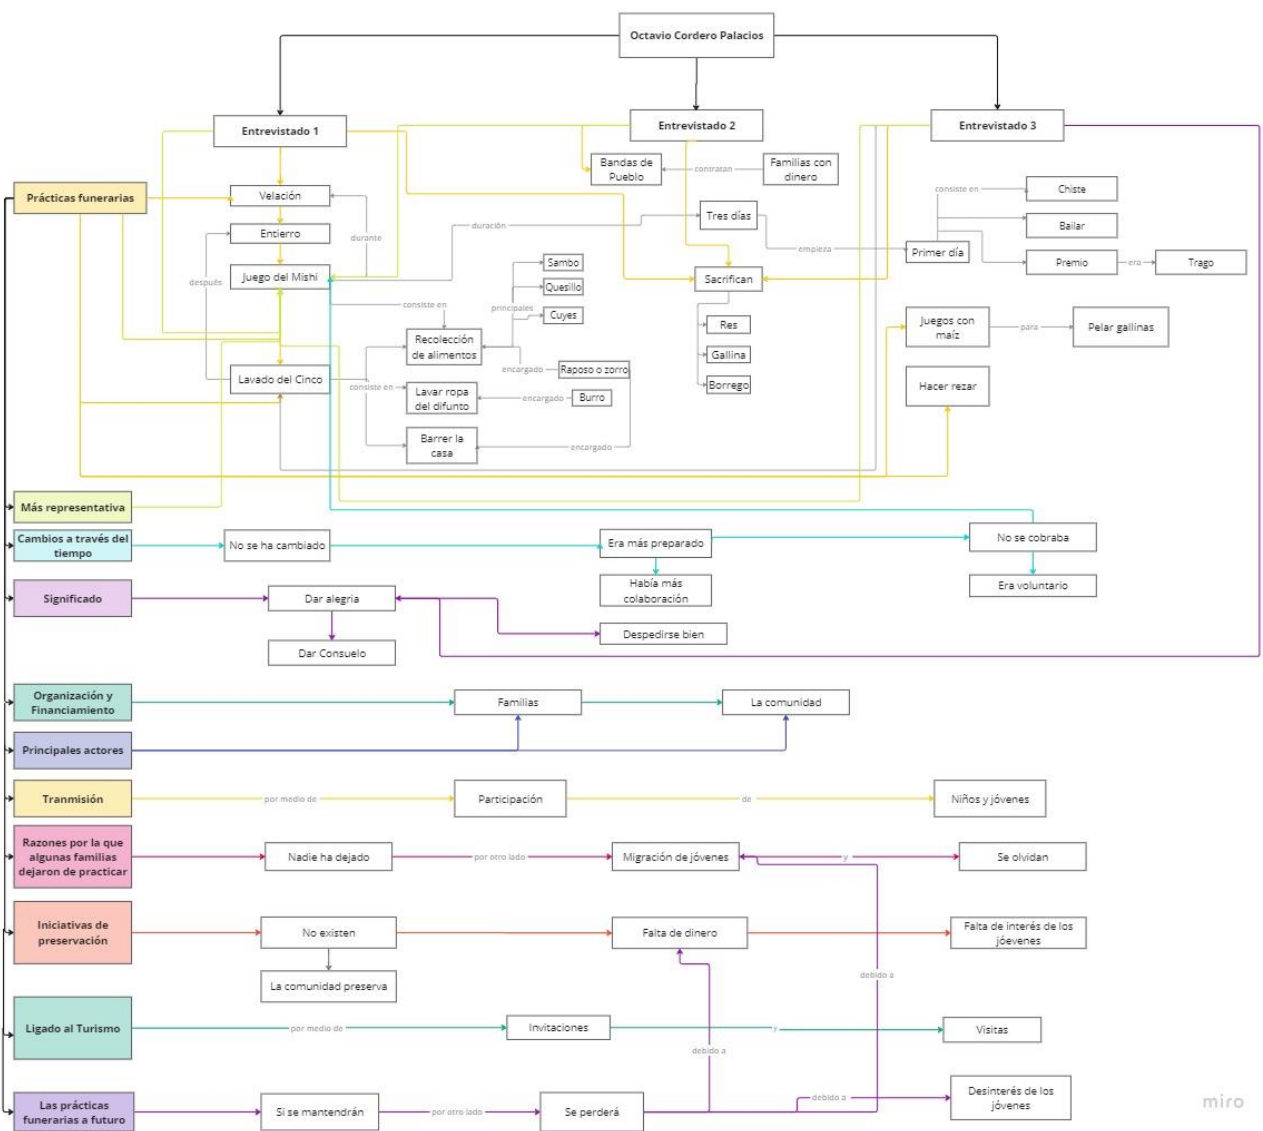 Octavio Cordero Palacios
Entrevistado 1
Entrevistado 2
Entrevistado 3
Bandas de
Pueblo
contratan
Familias con
dinero
Prácticas funerarias
Velación
Entierro
Juego del Mishi
Lavado del Cinco
durante
después
duración
Tres días
empieza
Primer día
consiste en
Chiste
Bailar
Premio
era
Trago
Sacrifican
Res
Gallina
Borrego
consiste en
Recolección
de alimentos
principales
Sambo
Quesillo
Cuyes
encargado
Raposo o zorro
consiste en
Lavar ropa
del difunto
encargado
Burro
Barrer la
casa
encargado
Juegos con
maíz
para
Pelar gallinas
Hacer rezar
Más representativa
Cambios a través del
tiempo
No se ha cambiado
Era más preparado
No se cobraba
Había más
colaboración
Era voluntario
Significado
Dar alegria
Despedirse bien
Dar Consuelo
Organización y
Financiamiento
Familias
La comunidad
Principales actores
Tranmisión
por medio de
Participación
de
Niños y jóvenes
Razones por la que
algunas familias
dejaron de practicar
Nadie ha dejado
por otro lado
Migración de jóvenes
y
Se olvidan
Iniciativas de
preservación
No existen
Falta de dinero
Falta de interés de los
jóevenes
La comunidad preserva
debido a
Ligado al Turismo
por medio de
Invitaciones
y
Visitas
debido a
Las prácticas
funerarias a futuro
Si se mantendrán
por otro lado
Se perderá
debido a
Desinterés de los
jóvenes
miro